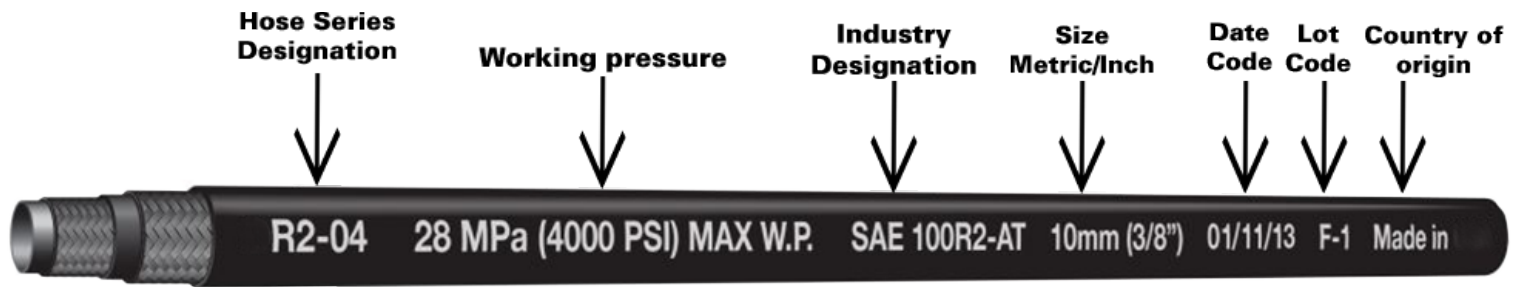 Hose Series
Designation
Working pressure
Industry
Designation
Size
Metric/Inch
Date
Code
Lot
Code
Country of
origin
R2-04 28 MPa (4000 PSI) MAX W.P. SAE 100R2-AT 10mm (3/8”) 01/11/13 F-1 Made in